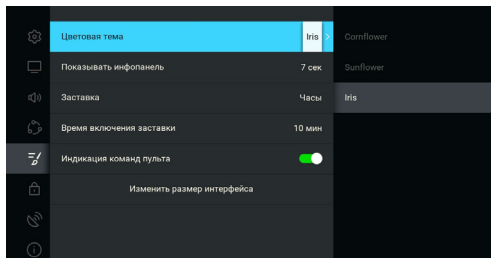 Цветовая тема Iris > Cornflower
Показывать инфопанель 7 сек Sunflower
Заставка Часы Iris
Время включения заставки 10 мин
Индикация команд пульта
Изменить размер интерфейса